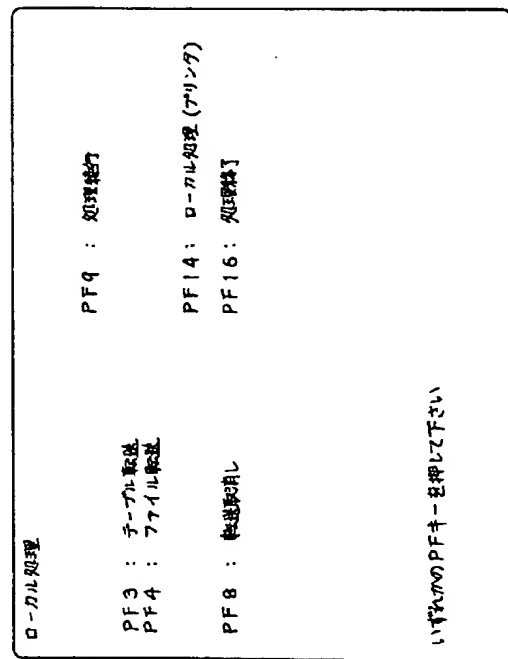 ローカル処理
PF9 : 処理続行
PF3 : テーブル転送
PF4 : ファイル転送
PF14 : ローカル処理 (プリング)
PF8 : 転送取消し
PF16 : 処理終了
いずれかのPFキーを押して下さい